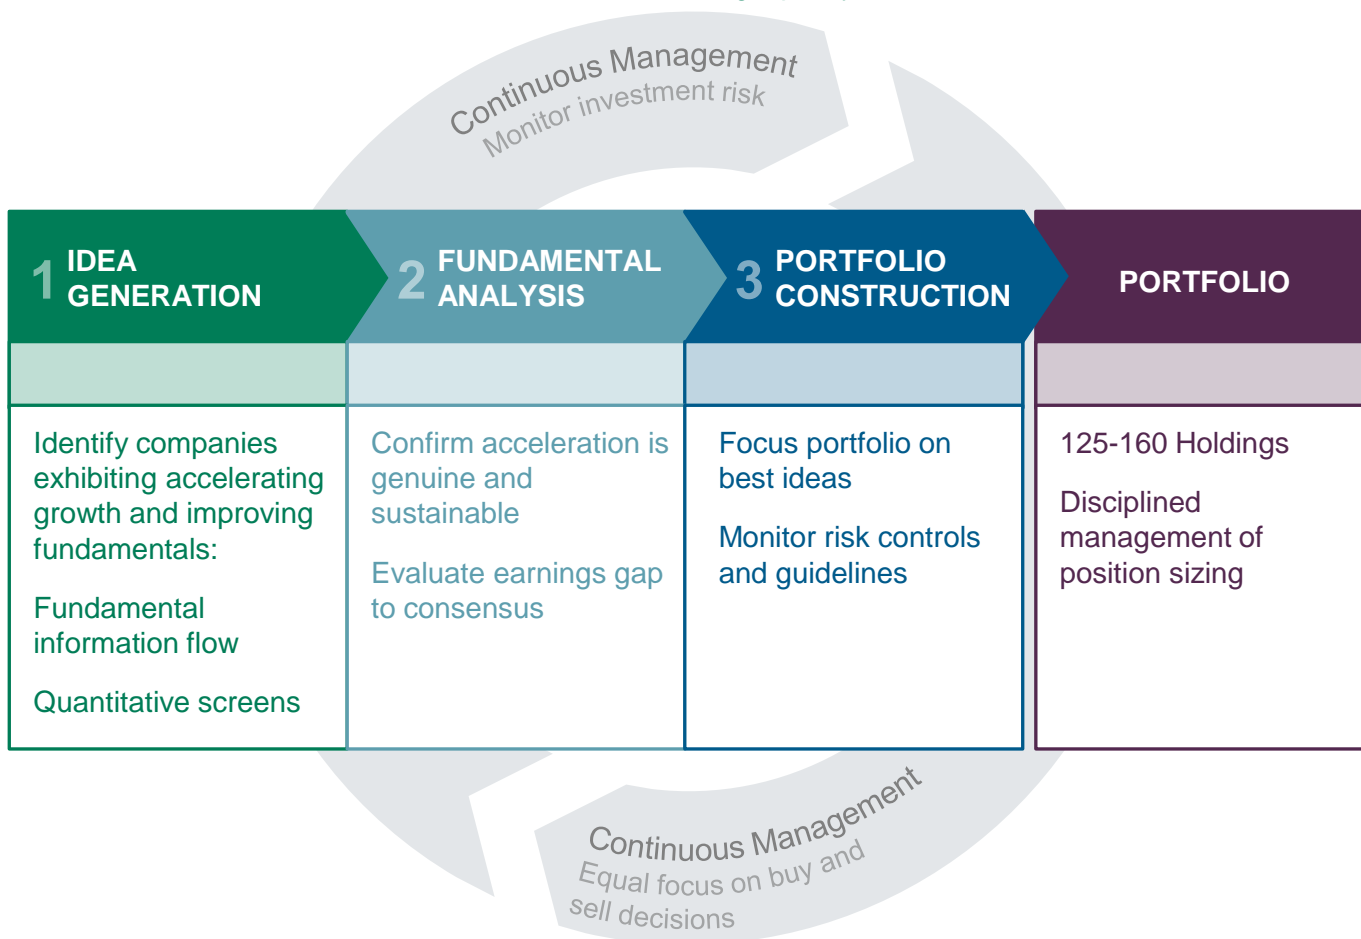 Continuous Management
Monitor investment risk
1
IDEA
GENERATION
2
FUNDAMENTAL
ANALYSIS
3
PORTFOLIO
CONSTRUCTION
PORTFOLIO
Identify companies
exhibiting accelerating
growth and improving
fundamentals:
Fundamental
information flow
Quantitative screens
Confirm acceleration is
genuine and
sustainable
Evaluate earnings gap
to consensus
Focus portfolio on
best ideas
Monitor risk controls
and guidelines
125-160 Holdings
Disciplined
management of
position sizing
Continuous Management
Equal focus on buy and
sell decisions